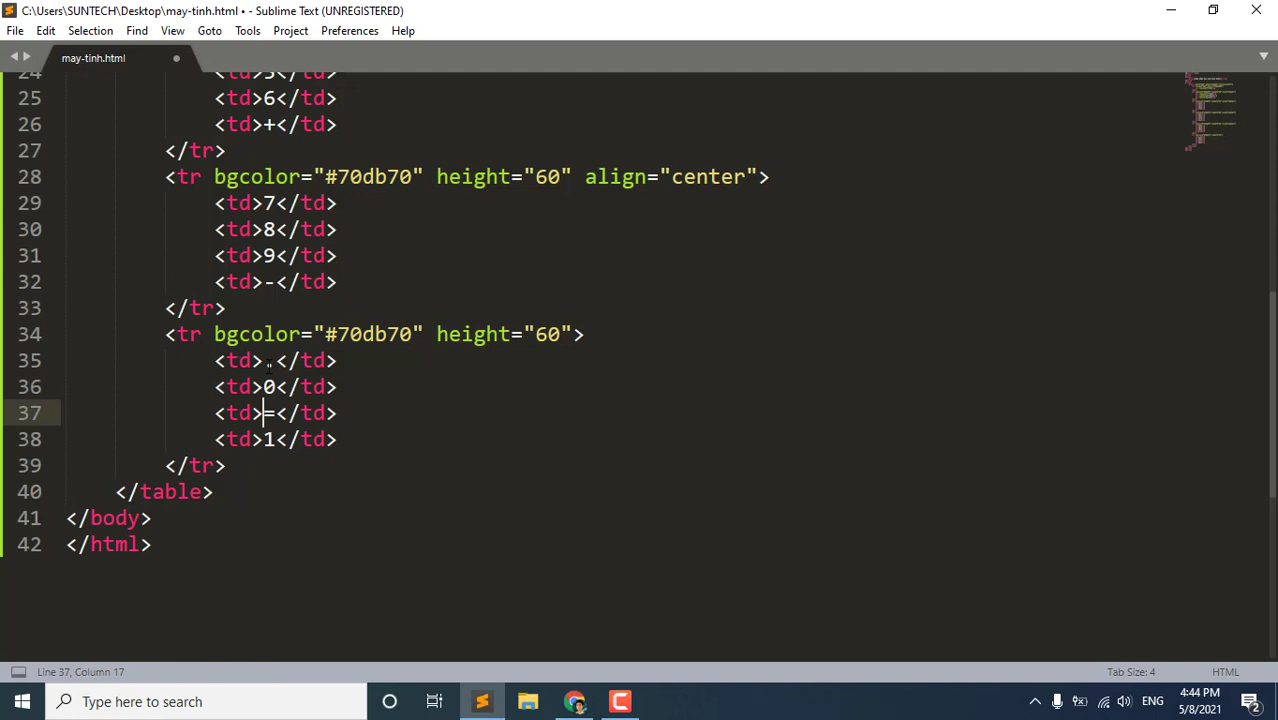 C:\Users\SUNTECH\Desktop\may-tinh.html • - Sublime Text (UNREGISTERED)
File Edit Selection Find View Goto Tools Project Preferences Help
may-tinh.html
24 <td>5</td>
25 <td>6</td>
26 <td>+</td>
27 </tr>
28 <tr bgcolor="#70db70" height="60" align="center">
29 <td>7</td>
30 <td>8</td>
31 <td>9</td>
32 <td>-</td>
33 </tr>
34 <tr bgcolor="#70db70" height="60">
35 <td> </td>
36 <td>0</td>
37 <td>=</td>
38 <td>1</td>
39 </tr>
40 </table>
41 </body>
42 </html>
Line 37, Column 17
Tab Size: 4
HTML
Type here to search
ENG
4:44 PM
5/8/2021
2